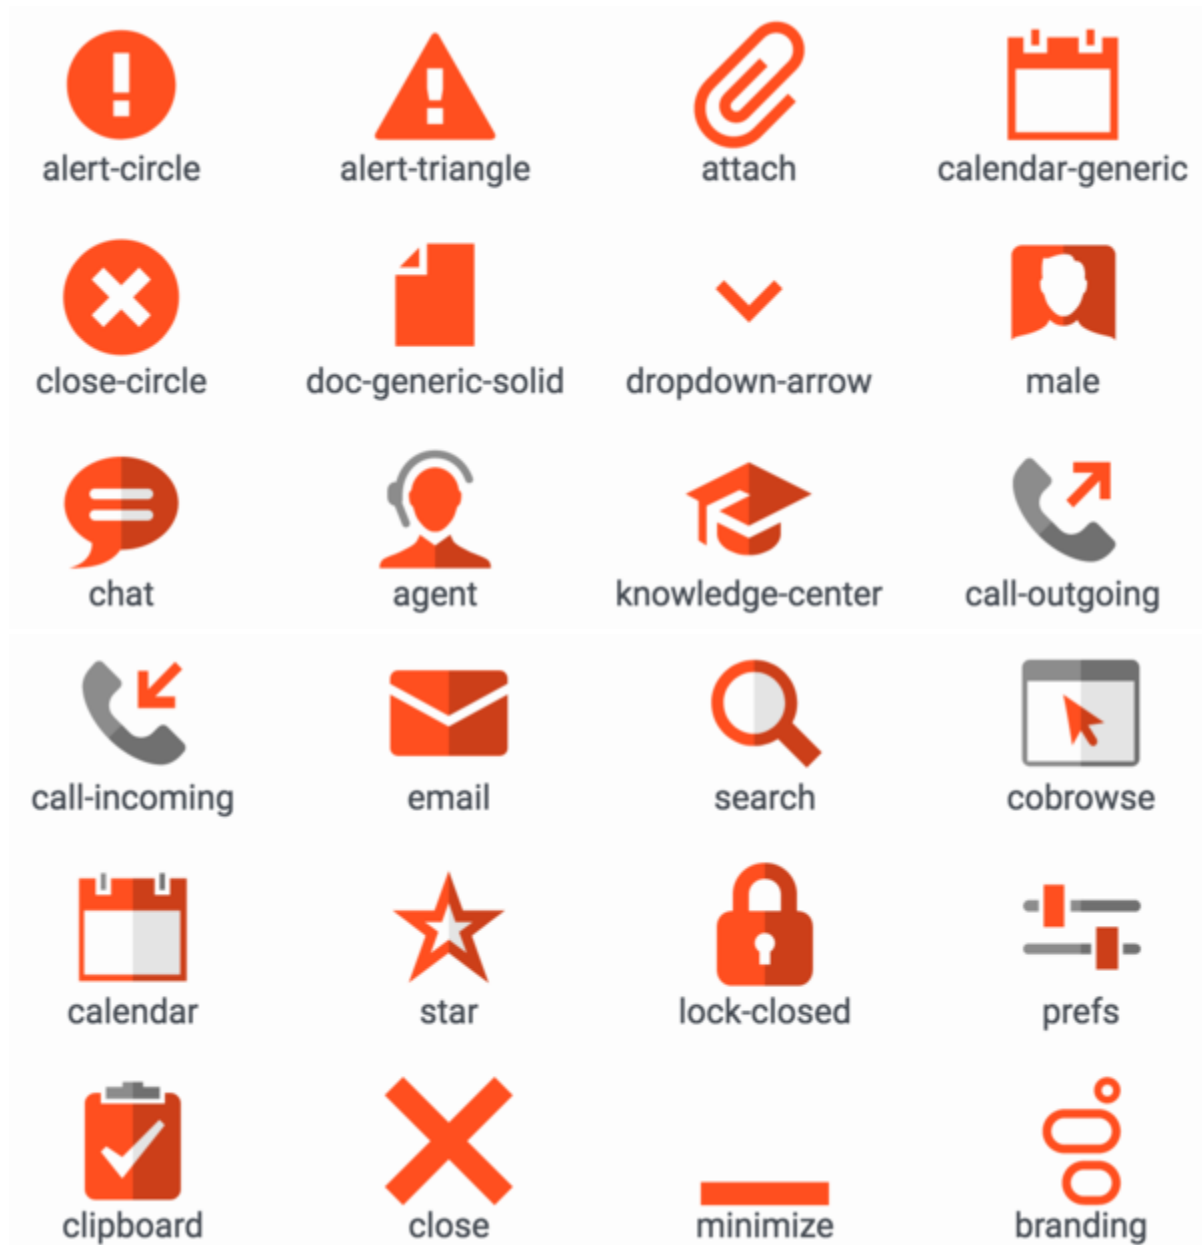 alert-circle alert-triangle attach calendar-generic
close-circle doc-generic-solid dropdown-arrow male
chat agent knowledge-center call-outgoing
call-incoming email search cobrowse
calendar star lock-closed prefs
clipboard close minimize branding